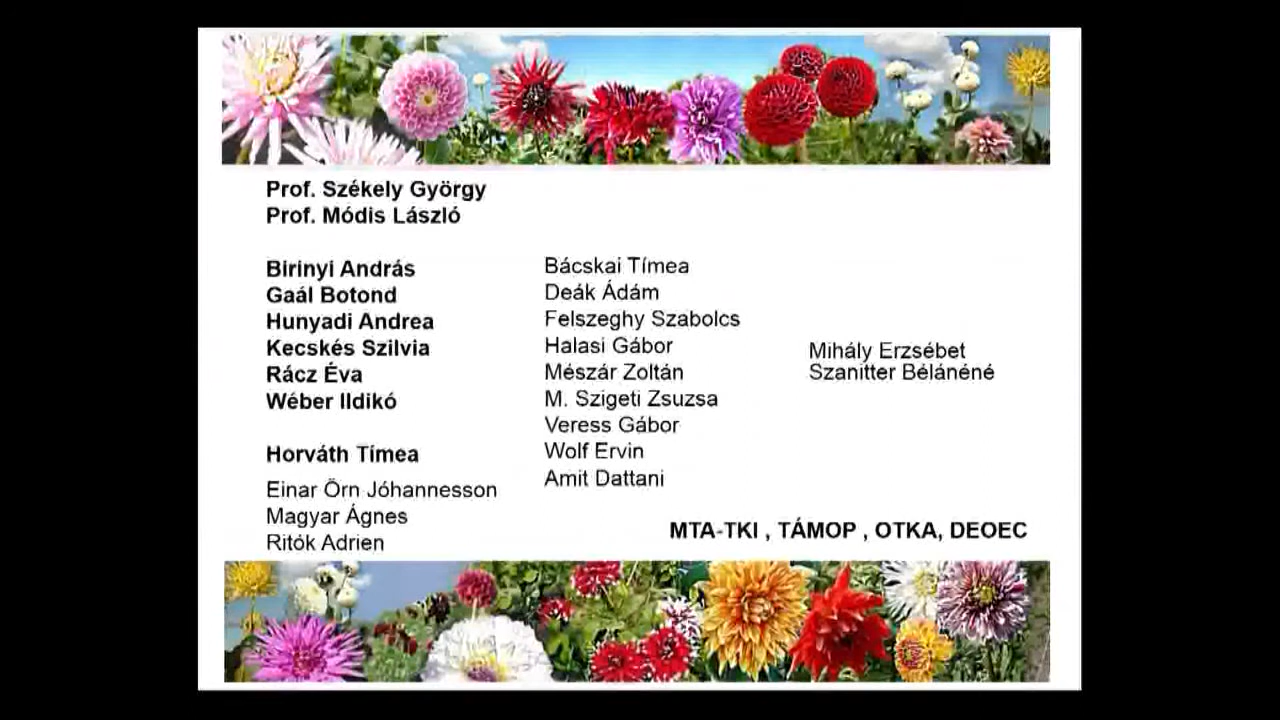 Prof. Székely György
Prof. Módis László
Birinyi András
Gaál Botond
Hunyadi Andrea
Kecskés Szilvia
Rácz Éva
Wéber Ildikó
Horváth Tímea
Einar Örn Jóhannesson
Magyar Ágnes
Ritók Adrien
Bácskai Tímea
Deák Ádám
Felszeghy Szabolcs
Halasi Gábor
Mészár Zoltán
M. Szigeti Zsuzsa
Veress Gábor
Wolf Ervin
Amit Dattani
Mihály Erzsébet
Szanitter Bélánéné
MTA-TKI , TÁMOP , OTKA, DEOEC